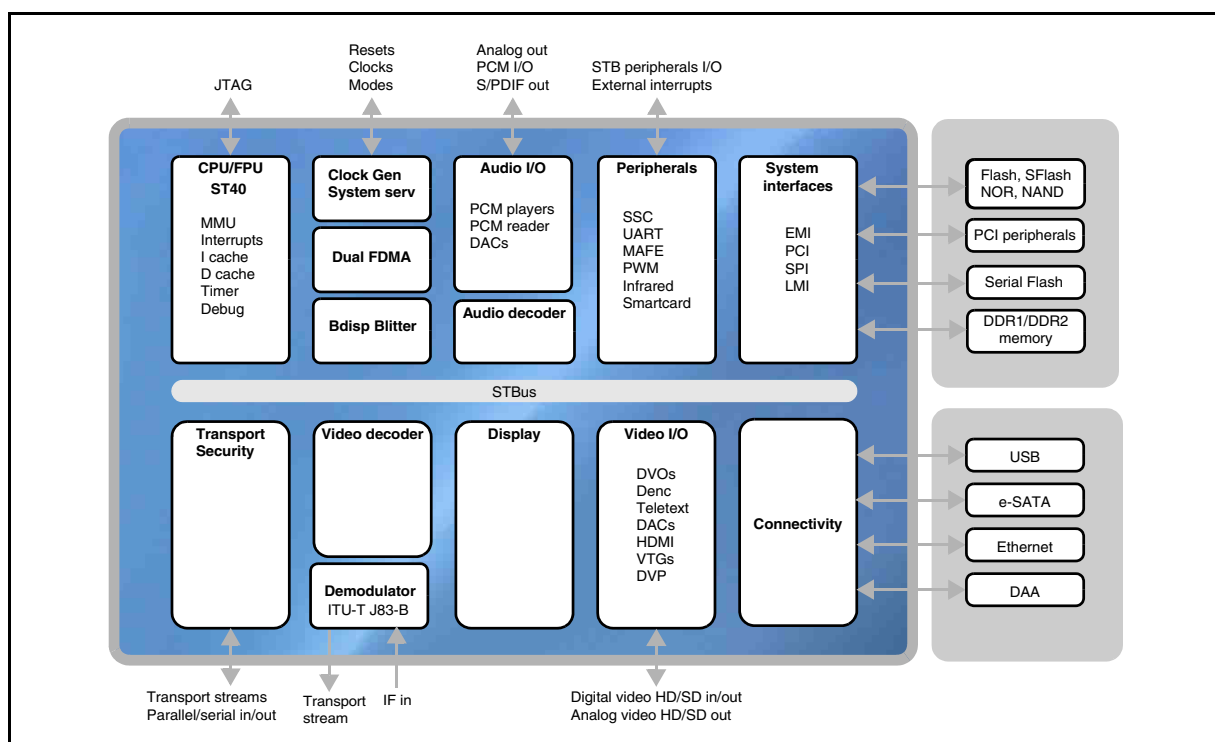 Resets
Clocks
Modes
JTAG
Analog out
PCM I/O
S/PDIF out
STB peripherals I/O
External interrupts
CPU/FPU
ST40
MMU
Interrupts
I cache
D cache
Timer
Debug
Clock Gen
System serv
Dual FDMA
Bdisp Blitter
Audio I/O
PCM players
PCM reader
DACs
Audio decoder
Peripherals
SSC
UART
MAFE
PWM
Infrared
Smartcard
System
interfaces
EMI
PCI
SPI
LMI
Flash, SFlash
NOR, NAND
PCI peripherals
Serial Flash
DDR1/DDR2
memory
STBus
Transport
Security
Video decoder
Demodulator
ITU-T J83-B
Display
Video I/O
DVOs
Denc
Teletext
DACs
HDMI
VTGs
DVP
Connectivity
USB
e-SATA
Ethernet
DAA
Transport streams
Parallel/serial in/out
Transport
stream
IF in
Digital video HD/SD in/out
Analog video HD/SD out